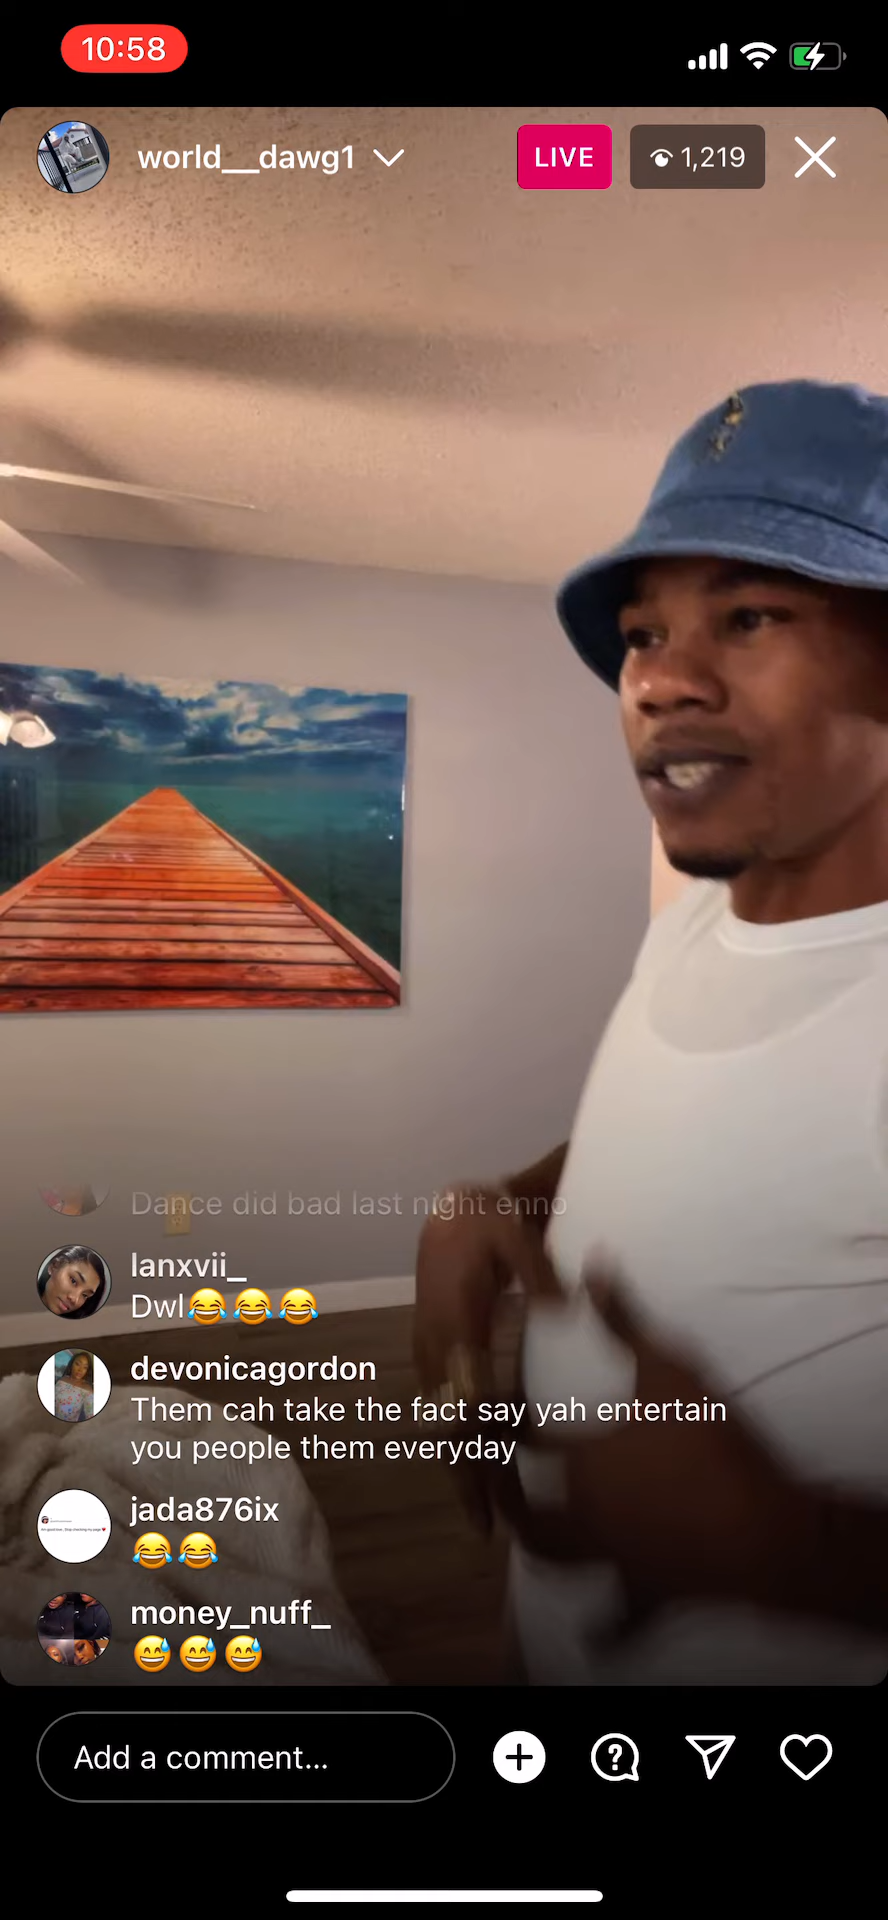 10:58
world__dawg1
LIVE
1,219
Dance did bad last night enno
lanxvii_
Dwl😂😂😂
devonicagordon
Them cah take the fact say yah entertain
you people them everyday
jada876ix
😂😂
money_nuff_
😅😅😅
Add a comment...